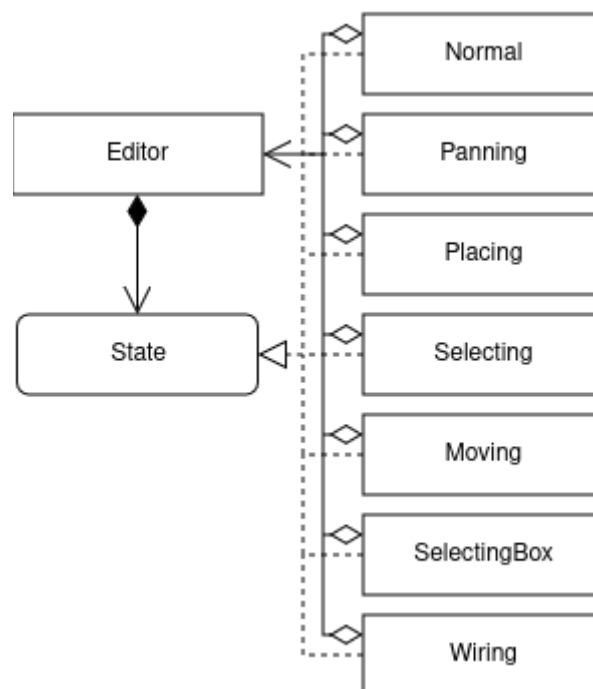 Normal
Editor
Panning
Placing
State
Selecting
Moving
SelectingBox
Wiring